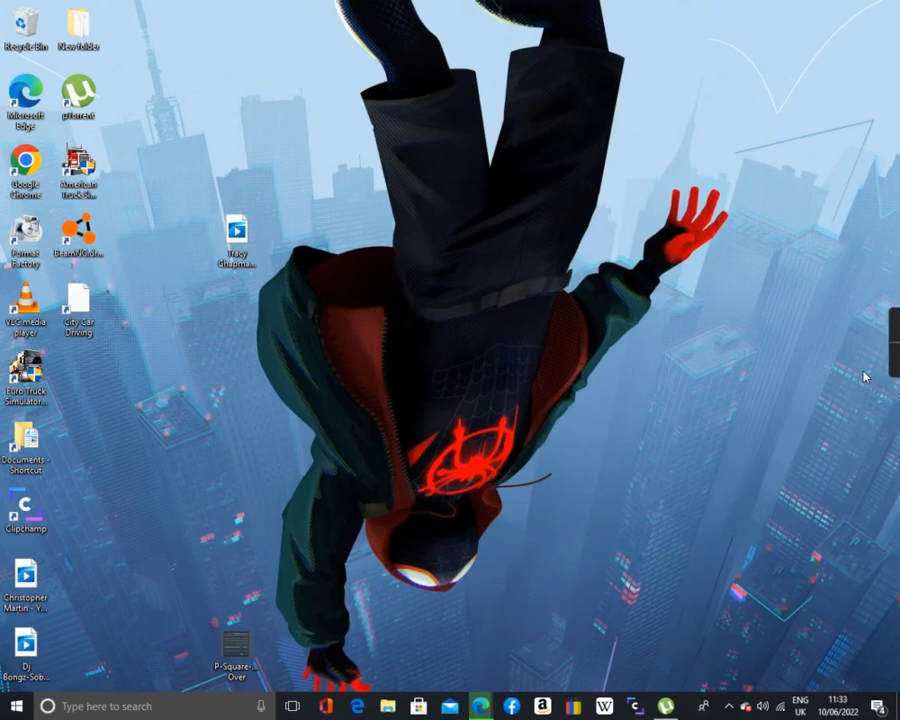 Recycle Bin
New folder
Microsoft
Edge
µTorrent
Google
Chrome
American
Truck Si...
Format
Factory
BeamNG.dr...
Tracy
Chapma...
VLC media
player
City Car
Driving
Euro Truck
Simulator...
Documents -
Shortcut
Clipchamp
Christopher
Martin - Y...
Dj
Bongz-Sob...
P-Square-...
Over
Type here to search
ENG
UK
11:33
10/06/2022
4